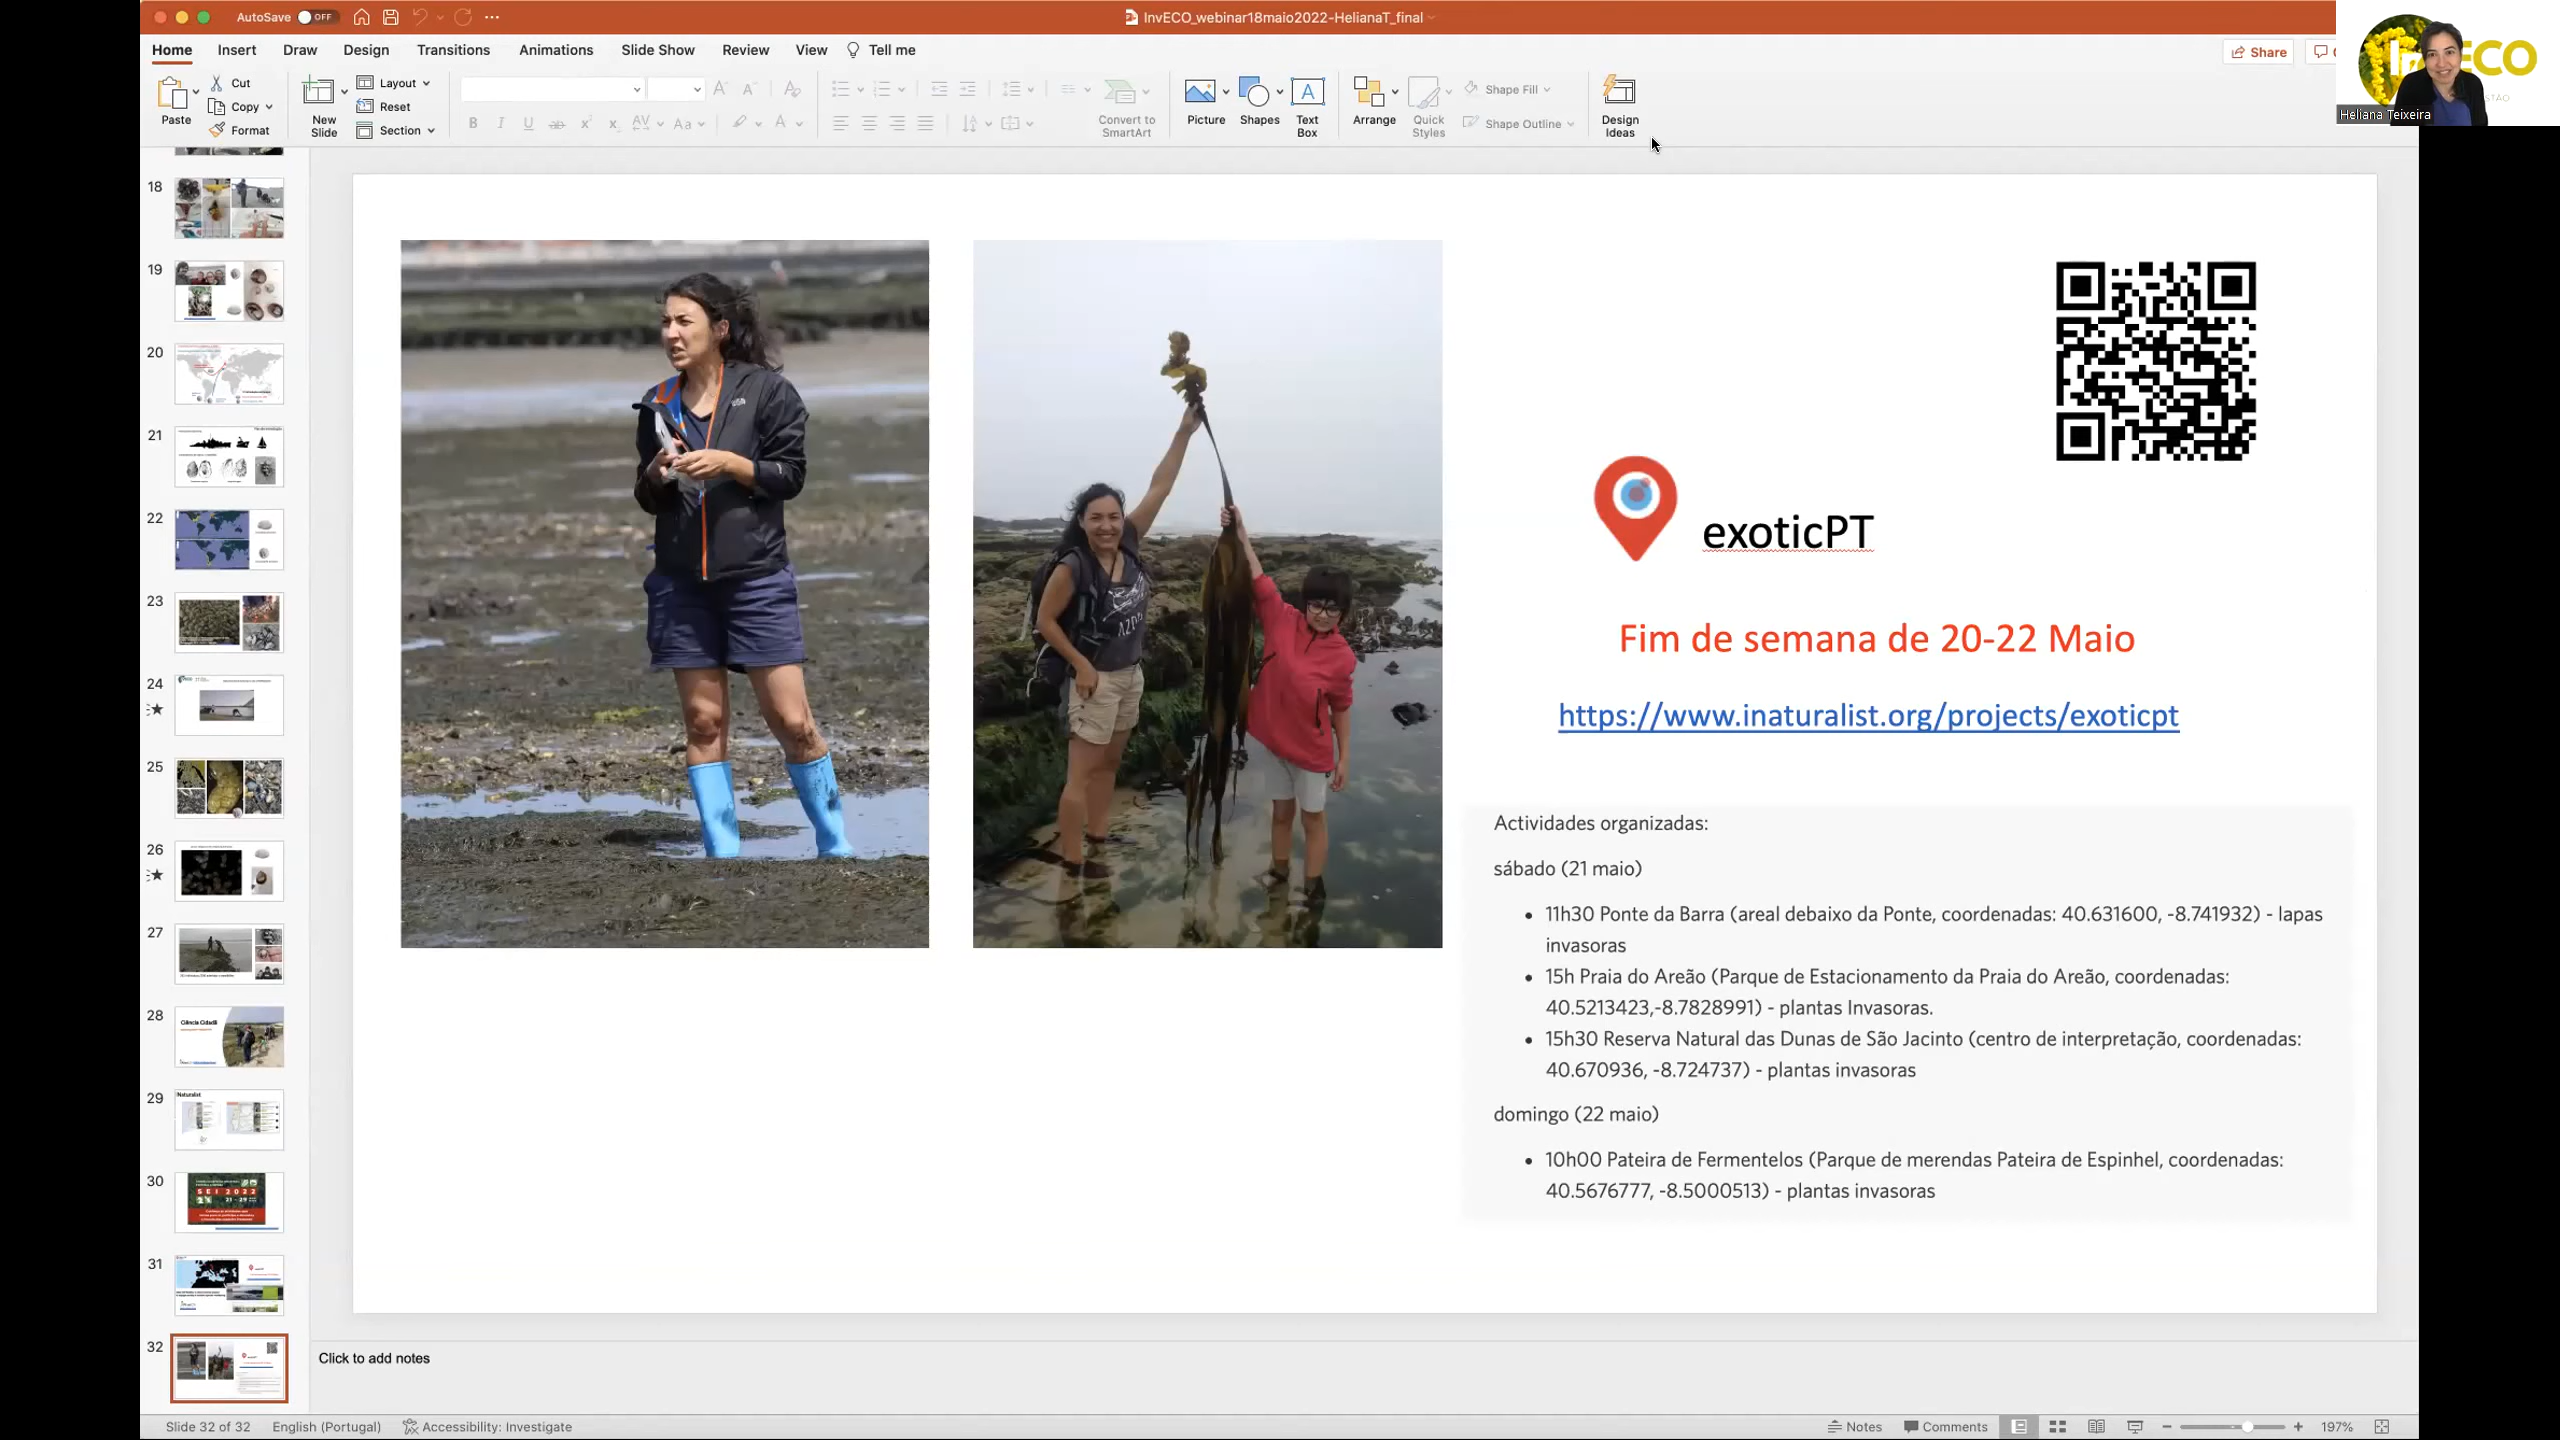 AutoSave OFF
InvECO_webinar18maio2022-HelianaT_final
Home Insert Draw Design Transitions Animations Slide Show Review View Tell me
Share
Paste
Cut
Copy
Format
New Slide
Layout
Reset
Section
Convert to SmartArt
Picture
Shapes
Text Box
Arrange
Quick Styles
Shape Fill
Shape Outline
Design Ideas
ECO
Heliana Teixeira
18
19
20
21
22
23
24
25
26
27
28
Ciência Cidadã
29
30
SEI 2022
31
32
exoticPT
Fim de semana de 20-22 Maio
https://www.inaturalist.org/projects/exoticpt
Actividades organizadas:
sábado (21 maio)
• 11h30 Ponte da Barra (areal debaixo da Ponte, coordenadas: 40.631600, -8.741932) - lapas
invasoras
• 15h Praia do Areão (Parque de Estacionamento da Praia do Areão, coordenadas:
40.5213423,-8.7828991) - plantas Invasoras.
• 15h30 Reserva Natural das Dunas de São Jacinto (centro de interpretação, coordenadas:
40.670936, -8.724737) - plantas invasoras
domingo (22 maio)
• 10h00 Pateira de Fermentelos (Parque de merendas Pateira de Espinhel, coordenadas:
40.5676777, -8.5000513) - plantas invasoras
Click to add notes
Slide 32 of 32 English (Portugal) Accessibility: Investigate
Notes Comments 197%